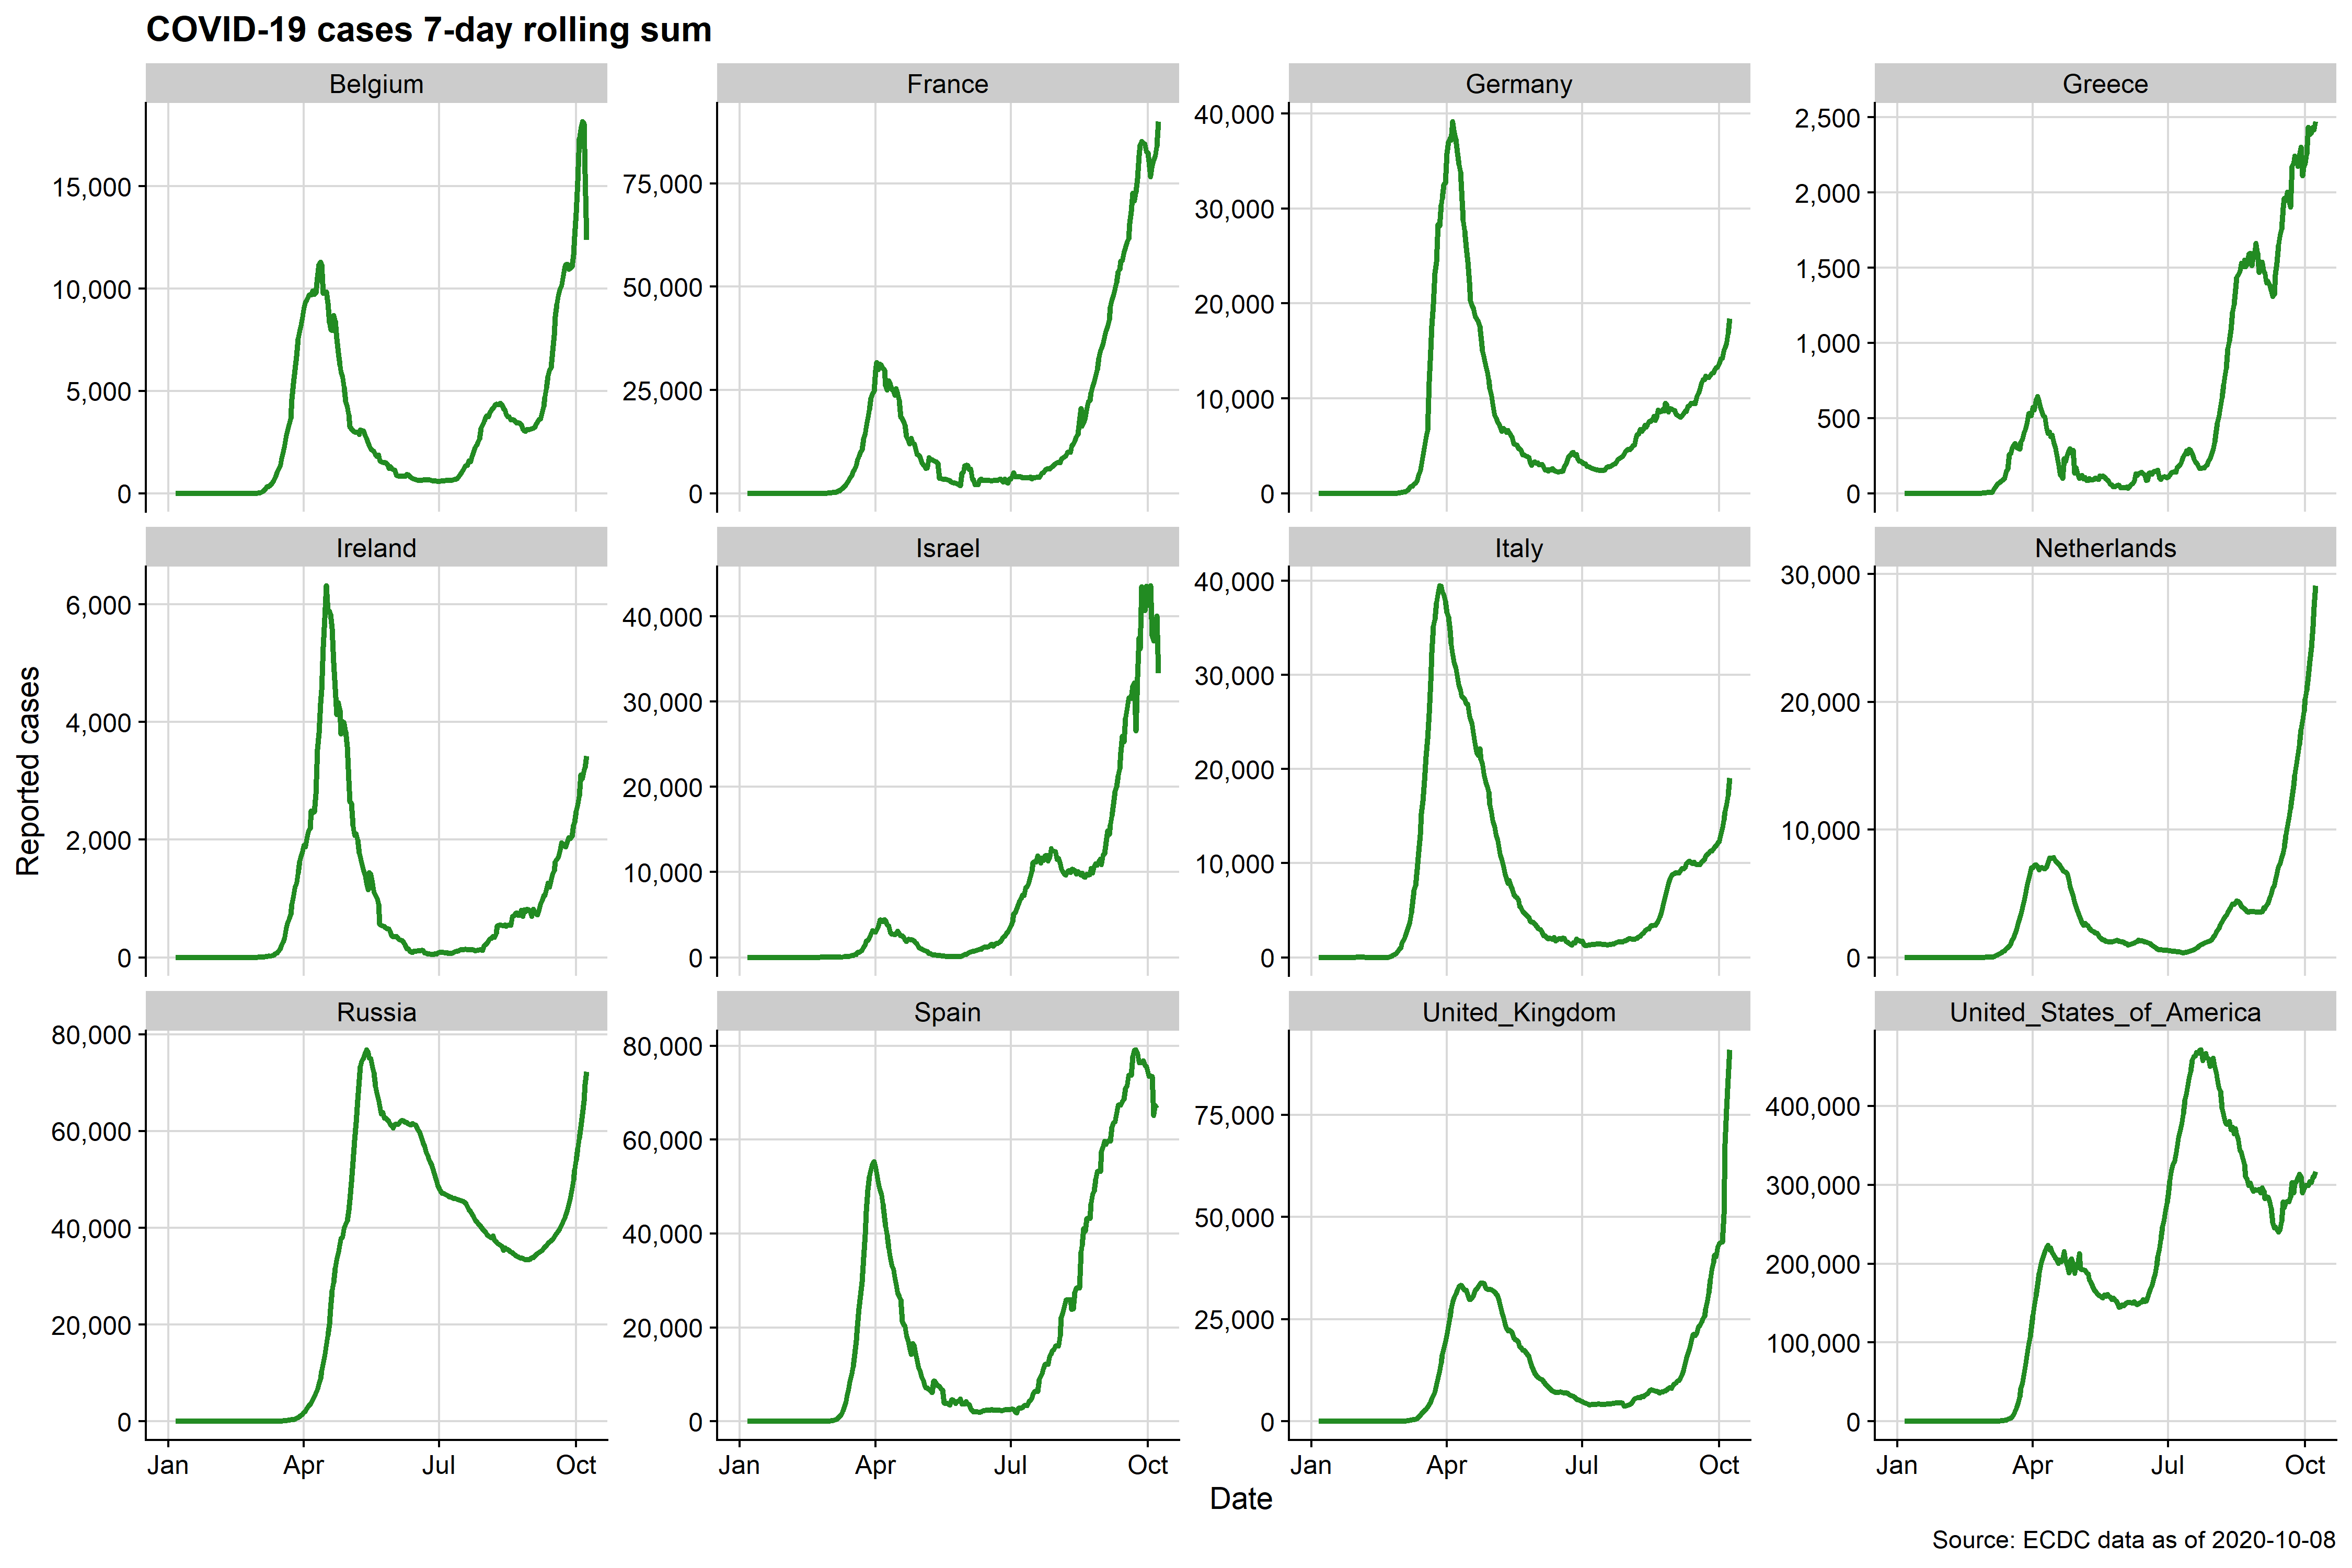 COVID-19 cases 7-day rolling sum
Belgium
France
Germany
Greece
15,000
10,000
5,000
0
75,000
50,000
25,000
0
40,000
30,000
20,000
10,000
0
2,500
2,000
1,500
1,000
500
0
Ireland
Israel
Italy
Netherlands
6,000
4,000
2,000
0
40,000
30,000
20,000
10,000
0
40,000
30,000
20,000
10,000
0
30,000
20,000
10,000
0
Reported cases
Russia
Spain
United_Kingdom
United_States_of_America
80,000
60,000
40,000
20,000
0
80,000
60,000
40,000
20,000
0
75,000
50,000
25,000
0
400,000
300,000
200,000
100,000
0
Jan Apr Jul Oct
Jan Apr Jul Oct
Jan Apr Jul Oct
Jan Apr Jul Oct
Date
Source: ECDC data as of 2020-10-08